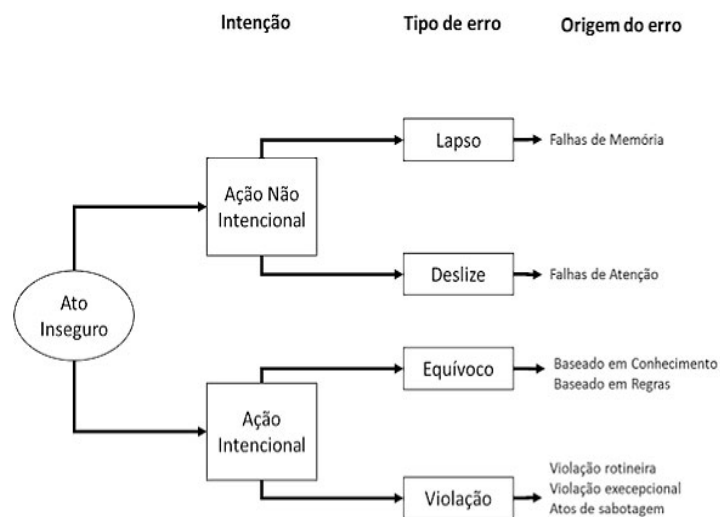 Intenção
Tipo de erro
Origem do erro
Lapso
Falhas de Memória
Ação Não
Intencional
Deslize
Falhas de Atenção
Ato
Inseguro
Equívoco
Baseado em Conhecimento
Baseado em Regras
Ação
Intencional
Violação
Violação rotineira
Violação execepcional
Atos de sabotagem